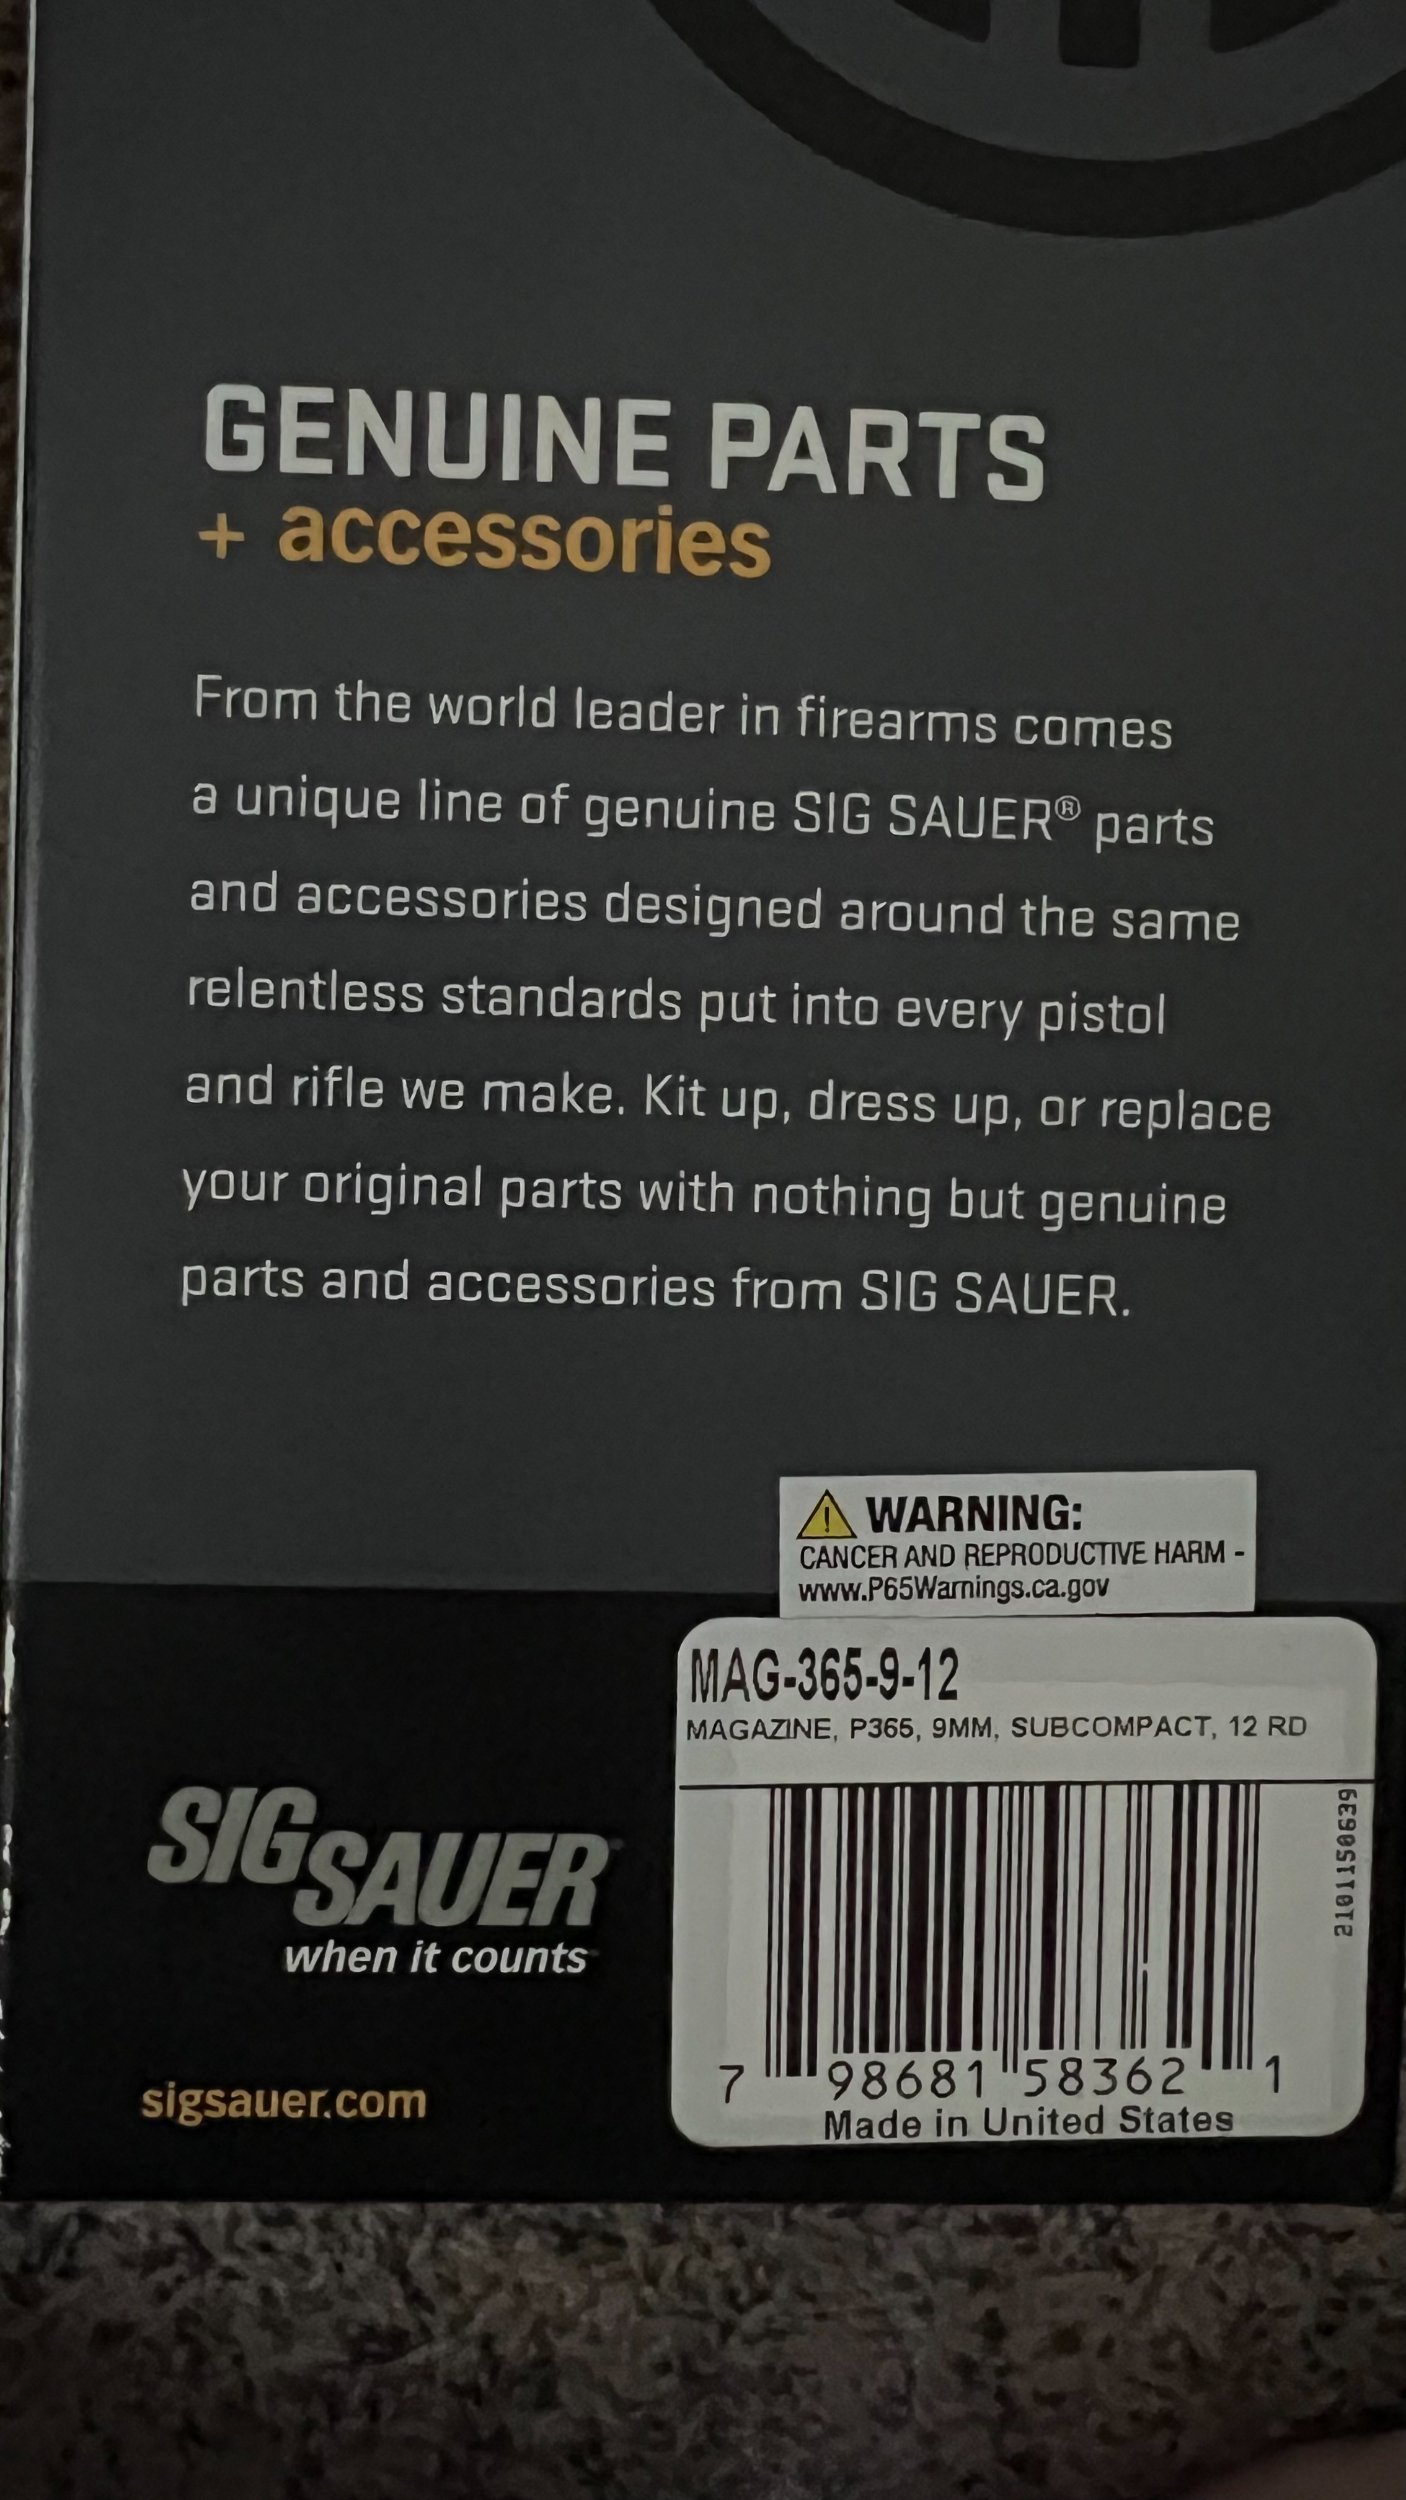 GENUINE PARTS
+ accessories
From the world leader in firearms comes
a unique line of genuine SIG SAUER® parts
and accessories designed around the same
relentless standards put into every pistol
and rifle we make. Kit up, dress up, or replace
your original parts with nothing but genuine
parts and accessories from SIG SAUER.
WARNING:
CANCER AND REPRODUCTIVE HARM -
www.P65Warnings.ca.gov
MAG-365-9-12
MAGAZINE, P365, 9MM, SUBCOMPACT, 12 RD
2101150639
7 98681 58362 1
Made in United States
SIG SAUER
when it counts
sigsauer.com